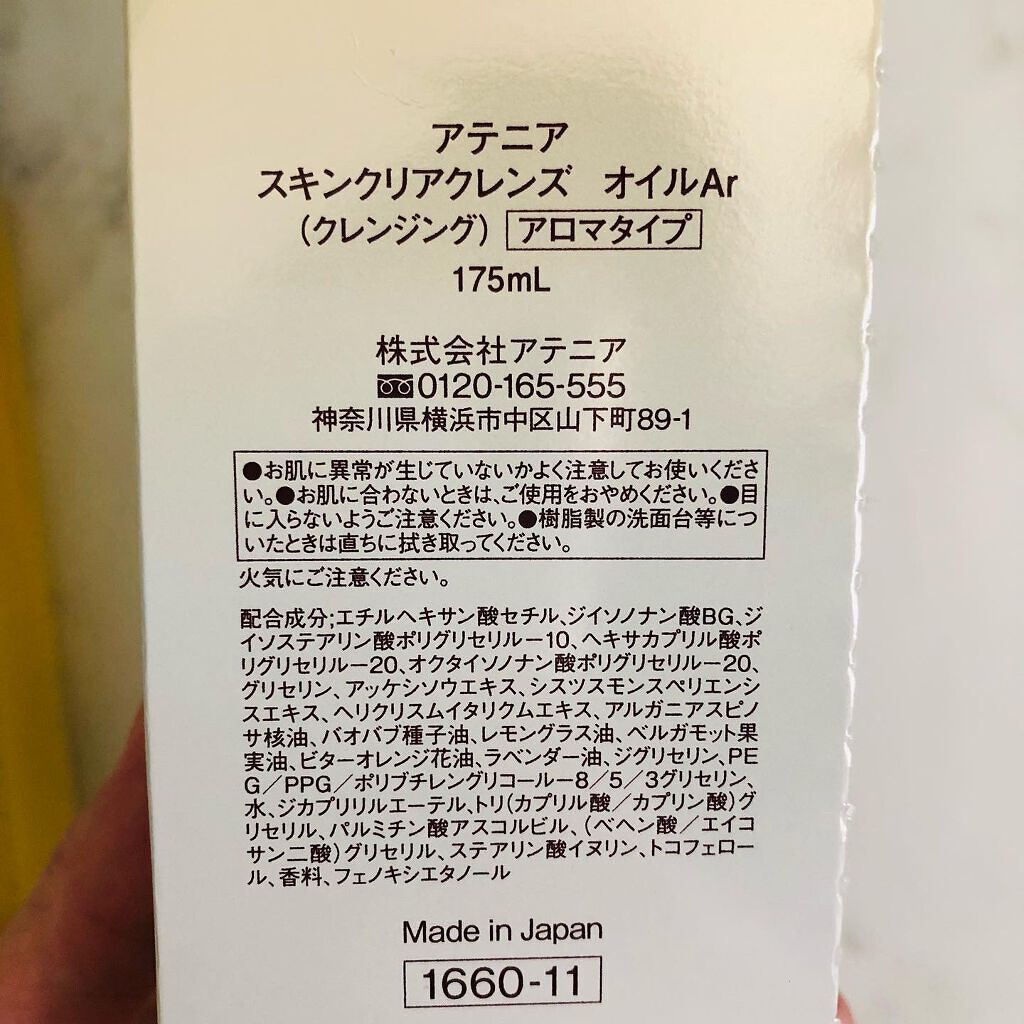 アテニア
スキンクリアクレンズ オイルAr
(クレンジング) アロマタイプ
175mL
株式会社アテニア
0120-165-555
神奈川県横浜市中区山下町89-1
●お肌に異常が生じていないかよく注意してお使いくださ
い。●お肌に合わないときは、ご使用をおやめください。●目
に入らないようご注意ください。●樹脂製の洗面台等につ
いたときは直ちに拭き取ってください。
火気にご注意ください。
配合成分;エチルヘキサン酸セチル、ジイソノナン酸BG、ジ
イソステアリン酸ポリグリセリルー10、ヘキサカプリル酸ポ
リグリセリルー20、オクタイソノナン酸ポリグリセリルー20、
グリセリン、アッケシソウエキス、シスツスモンスペリエンシ
スエキス、ヘリクリスムイタリクムエキス、アルガニアスピノ
サ核油、バオバブ種子油、レモングラス油、ベルガモット果
実油、ビターオレンジ花油、ラベンダー油、ジグリセリン、PE
G/PPG/ポリブチレングリコールー8/5/3グリセリン、
水、ジカプリリルエーテル、トリ(カプリル酸/カプリン酸)グ
リセリル、パルミチン酸アスコルビル、(ベヘン酸/エイコ
サン二酸)グリセリル、ステアリン酸イヌリン、トコフェロー
ル、香料、フェノキシエタノール
Made in Japan
1660-11